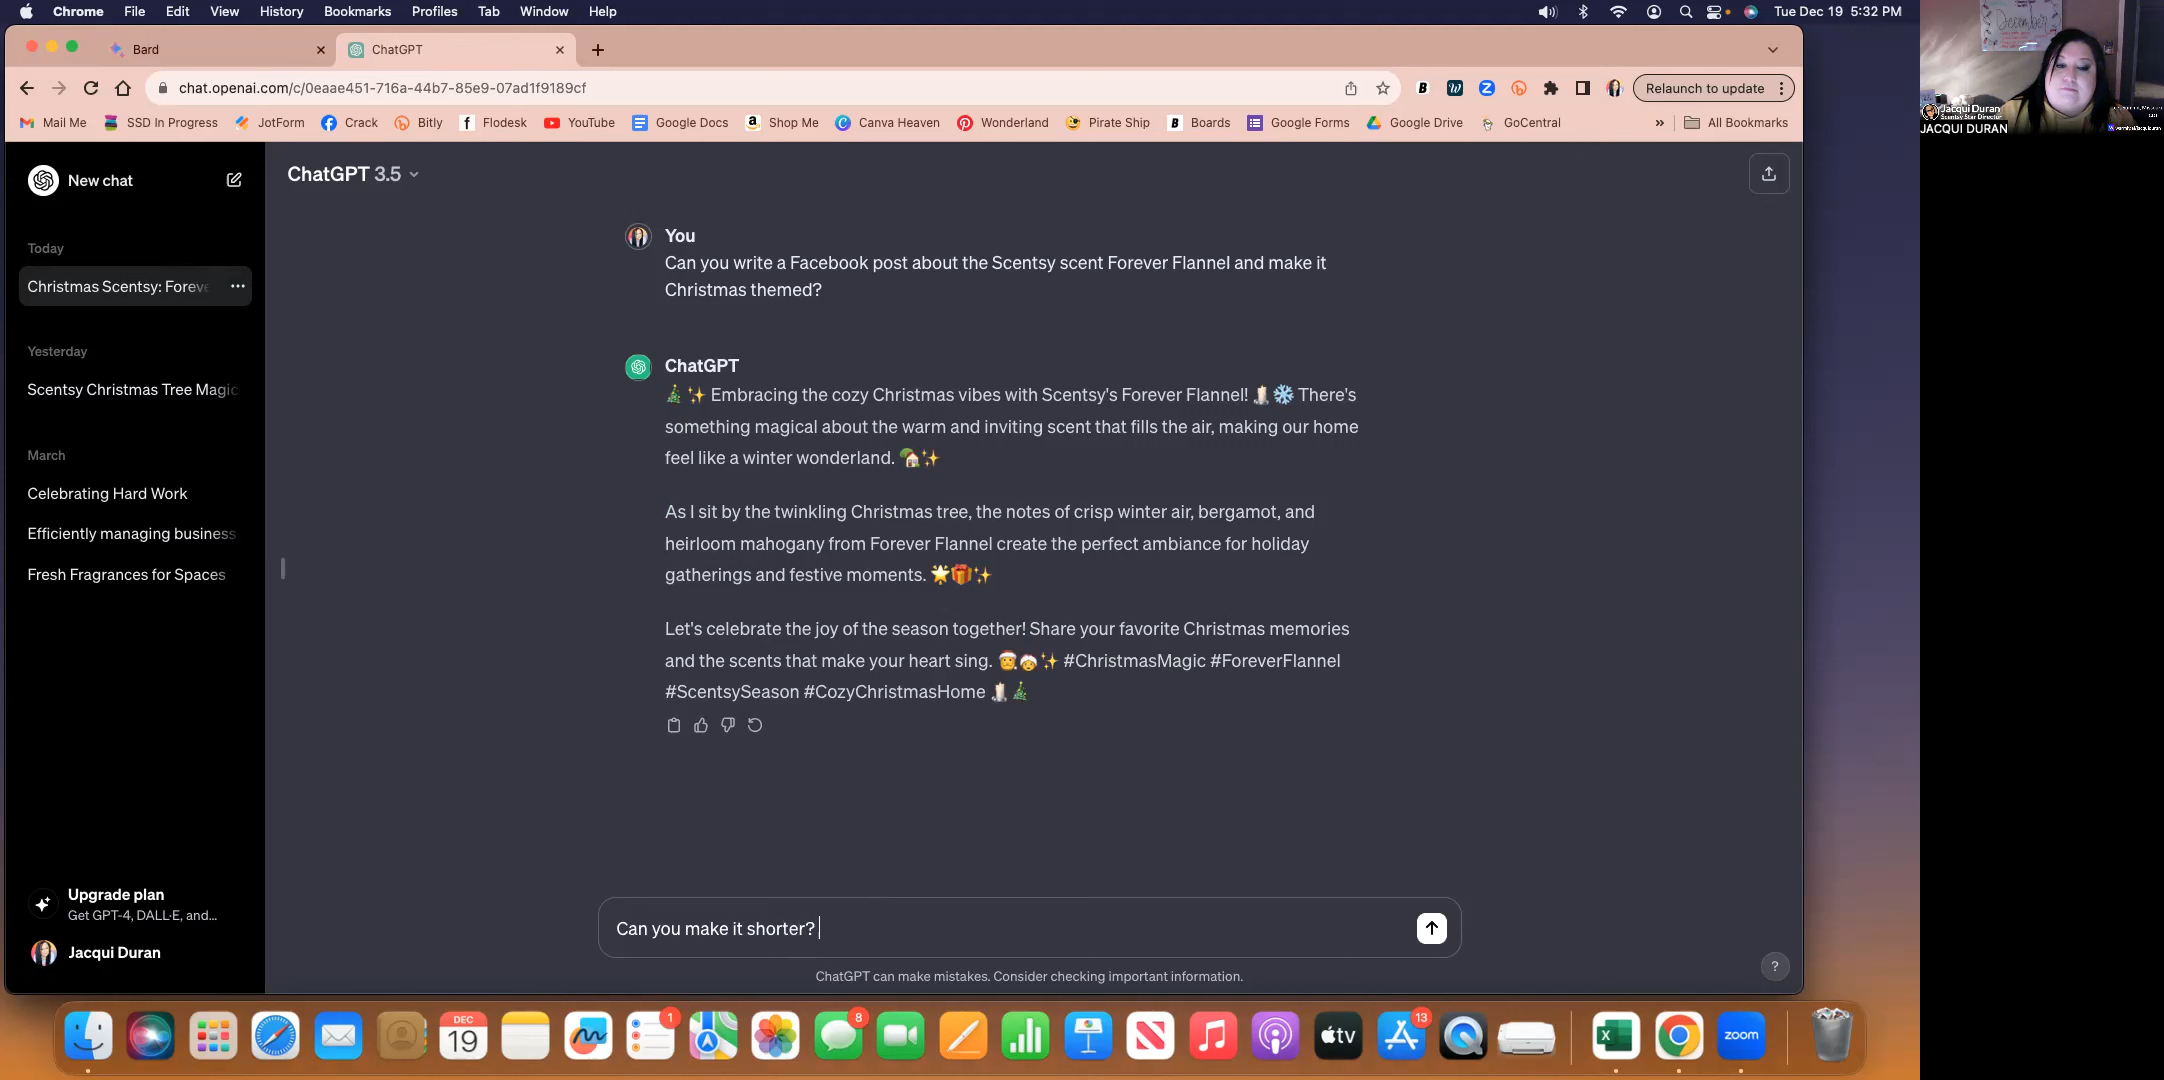 Chrome File Edit View History Bookmarks Profiles Tab Window Help
Tue Dec 19 5:32 PM
Bard
ChatGPT
chat.openai.com/c/0eaae451-716a-44b7-85e9-07ad1f9189cf
Relaunch to update
Mail Me SSD In Progress JotForm Crack Bitly Flodesk YouTube Google Docs Shop Me Canva Heaven Wonderland Pirate Ship Boards Google Forms Google Drive GoCentral » All Bookmarks
New chat
Today
Christmas Scentsy: Foreve
Yesterday
Scentsy Christmas Tree Magic
March
Celebrating Hard Work
Efficiently managing business
Fresh Fragrances for Spaces
Upgrade plan
Get GPT-4, DALL·E, and...
Jacqui Duran
ChatGPT 3.5
You
Can you write a Facebook post about the Scentsy scent Forever Flannel and make it
Christmas themed?
ChatGPT
🎄✨ Embracing the cozy Christmas vibes with Scentsy's Forever Flannel! 🕯️❄️ There's
something magical about the warm and inviting scent that fills the air, making our home
feel like a winter wonderland. 🏡✨
As I sit by the twinkling Christmas tree, the notes of crisp winter air, bergamot, and
heirloom mahogany from Forever Flannel create the perfect ambiance for holiday
gatherings and festive moments. 🌟🎁✨
Let's celebrate the joy of the season together! Share your favorite Christmas memories
and the scents that make your heart sing. 🎅🤶✨ #ChristmasMagic #ForeverFlannel
#ScentsySeason #CozyChristmasHome 🕯️🎄
Can you make it shorter?
ChatGPT can make mistakes. Consider checking important information.
?
DEC
19
1
8
13
tv
zoom
December
Jacqui Duran
Scentsy Star Director
JACQUI DURAN